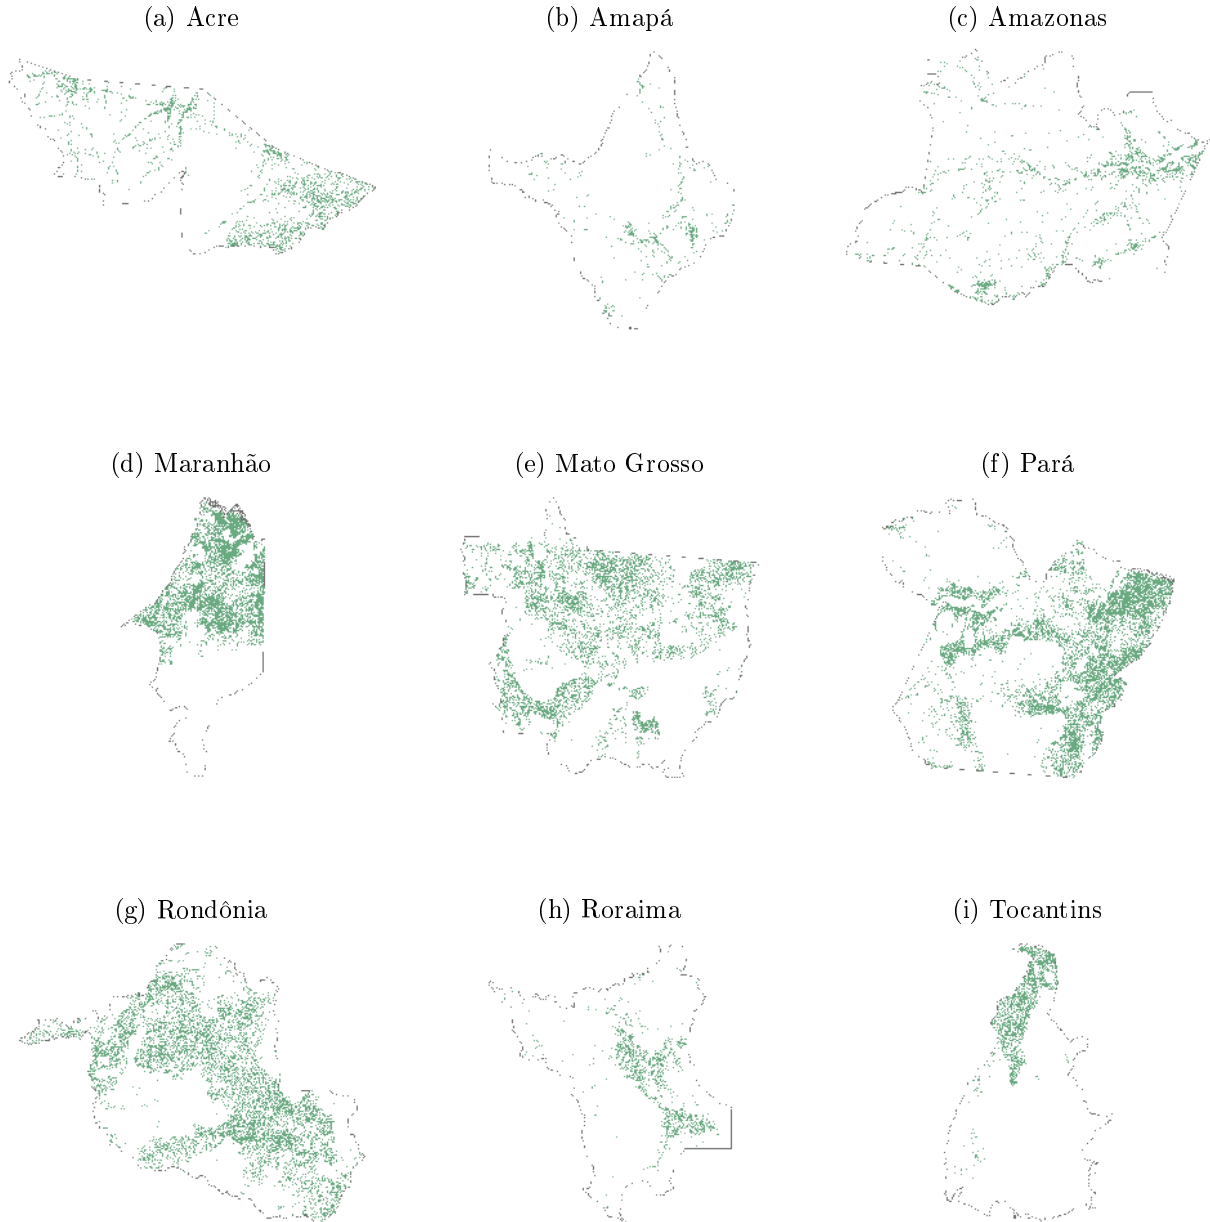 (a) Acre
(b) Amapá
(c) Amazonas
(d) Maranhão
(e) Mato Grosso
(f) Pará
(g) Rondônia
(h) Roraima
(i) Tocantins